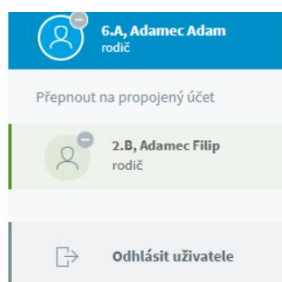 6.A, Adamec Adam
rodič
Přepnout na propojený účet
2.B, Adamec Filip
rodič
Odhlásit uživatele